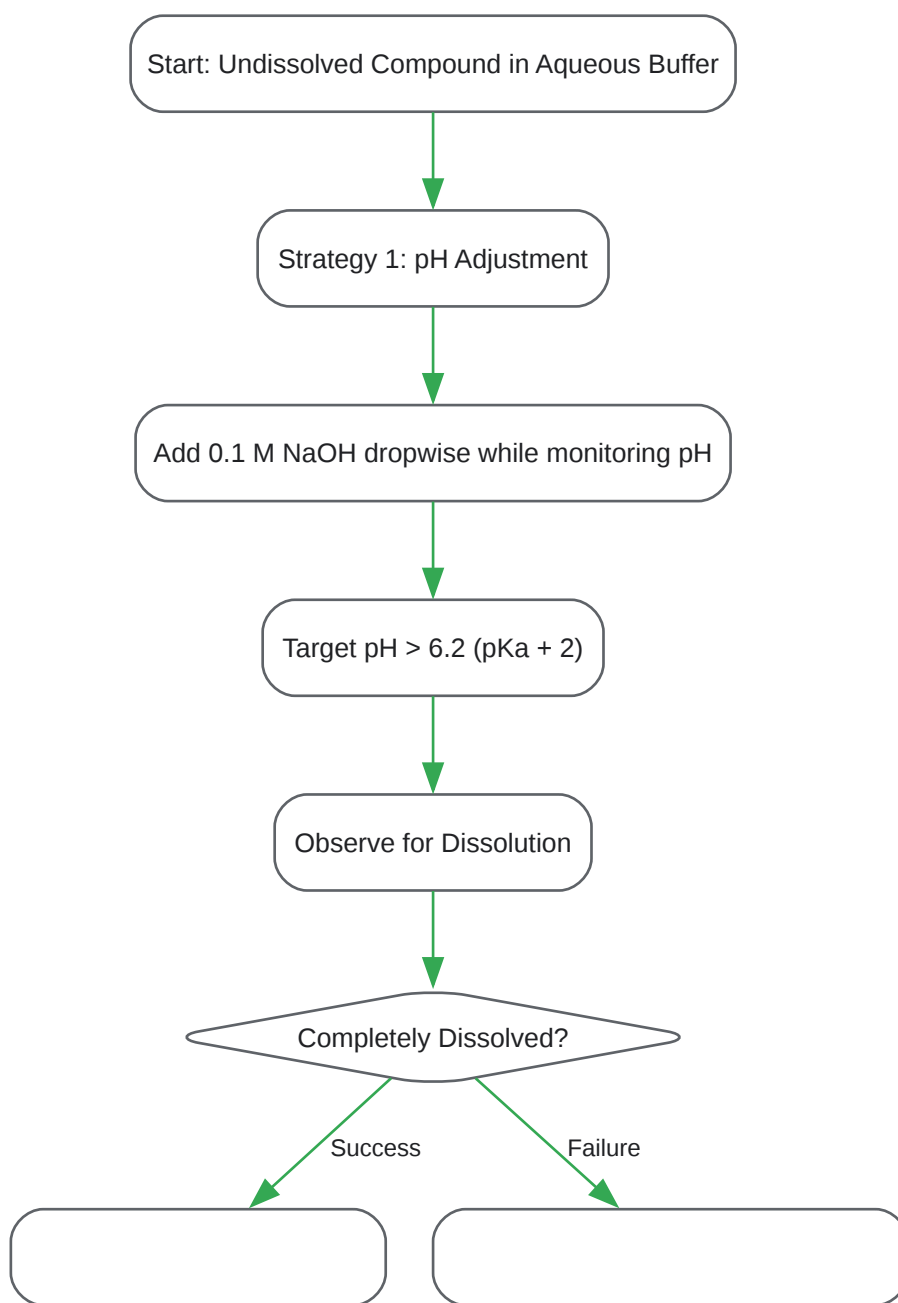 Start: Undissolved Compound in Aqueous Buffer
Strategy 1: pH Adjustment
Add 0.1 M NaOH dropwise while monitoring pH
Target pH > 6.2 (pKa + 2)
Observe for Dissolution
Completely Dissolved?
Success
Failure